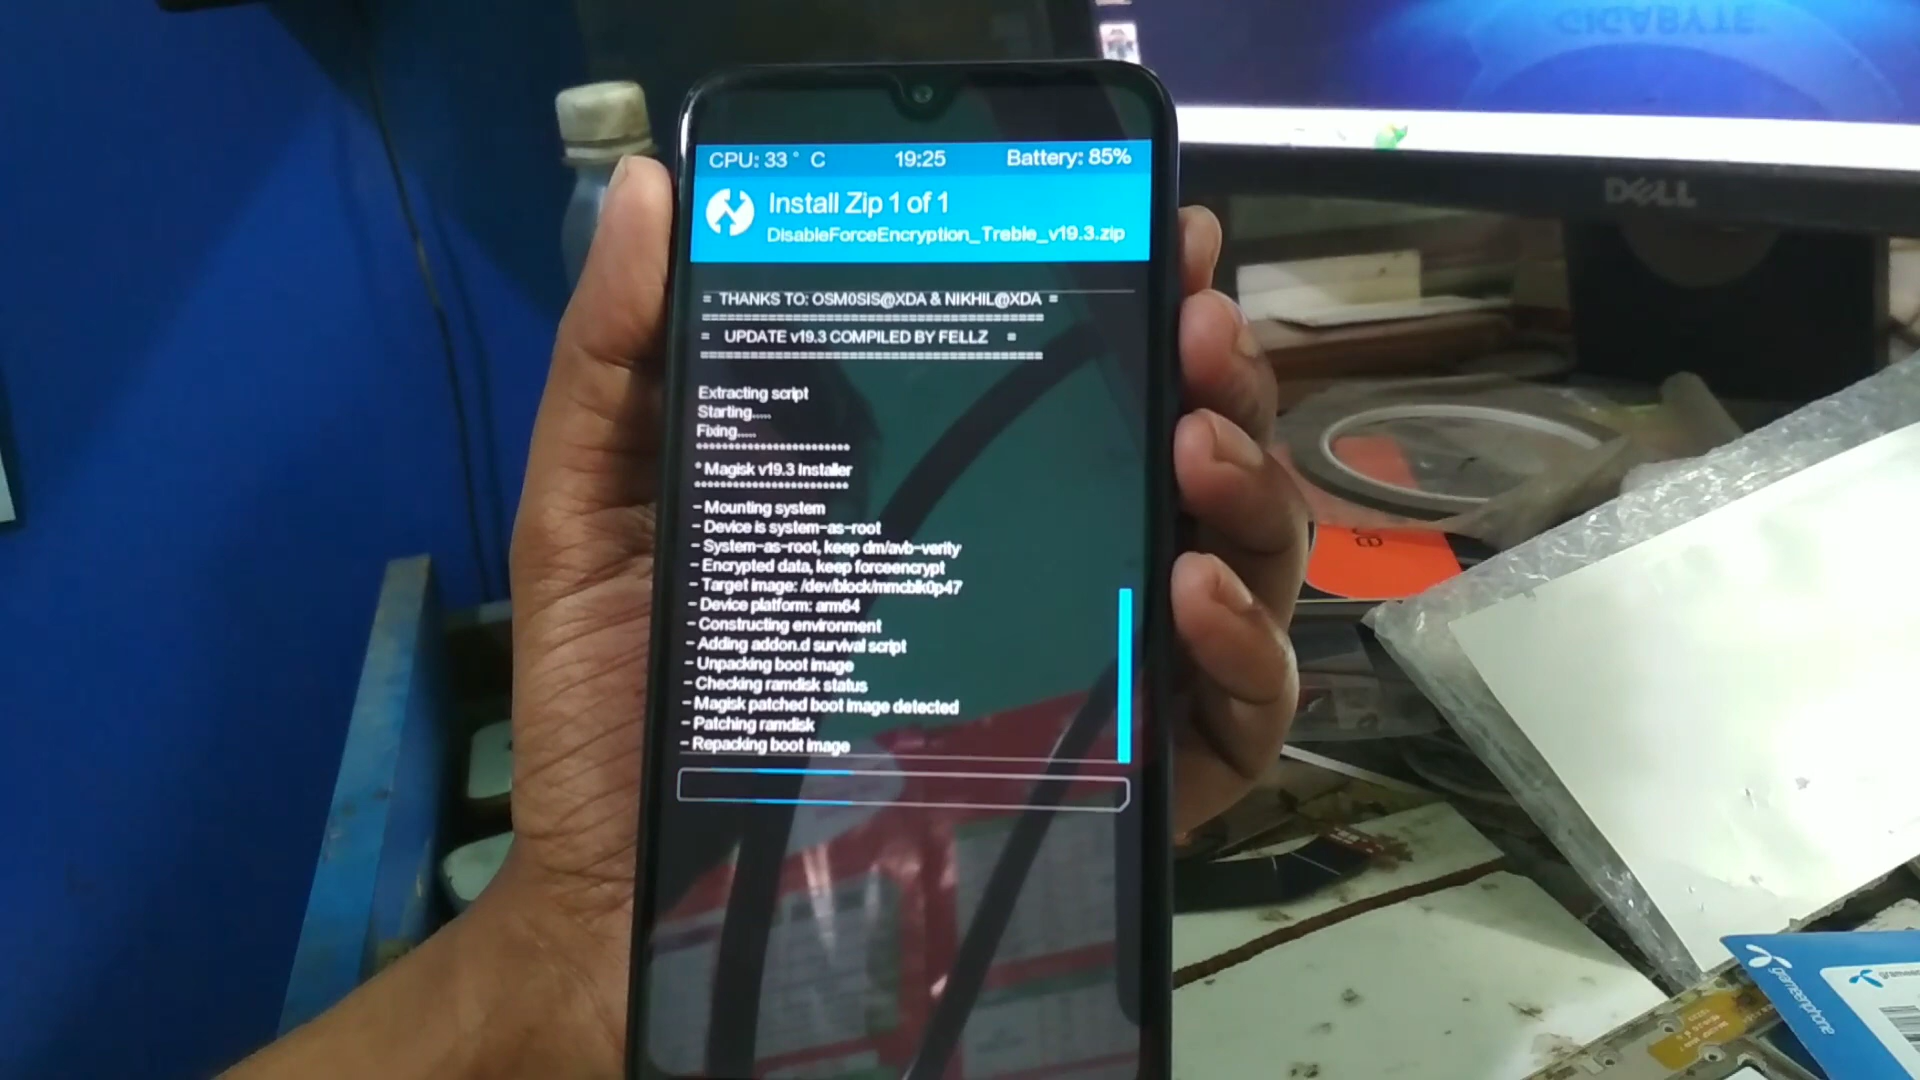 GIGABYTE
DELL
CPU: 33° C 19:25 Battery: 85%
Install Zip 1 of 1
DisableForceEncryption_Treble_v19.3.zip
= THANKS TO: OSM0SIS@XDA & NIKHIL@XDA =
========================================
= UPDATE v19.3 COMPILED BY FELLZ =
========================================
Extracting script
Starting.....
Fixing.....
************************
* Magisk v19.3 Installer
************************
- Mounting system
- Device is system-as-root
- System-as-root, keep dm/avb-verity
- Encrypted data, keep forceencrypt
- Target image: /dev/block/mmcblk0p47
- Device platform: arm64
- Constructing environment
- Adding addon.d survival script
- Unpacking boot image
- Checking ramdisk status
- Magisk patched boot image detected
- Patching ramdisk
- Repacking boot image
grameenphone